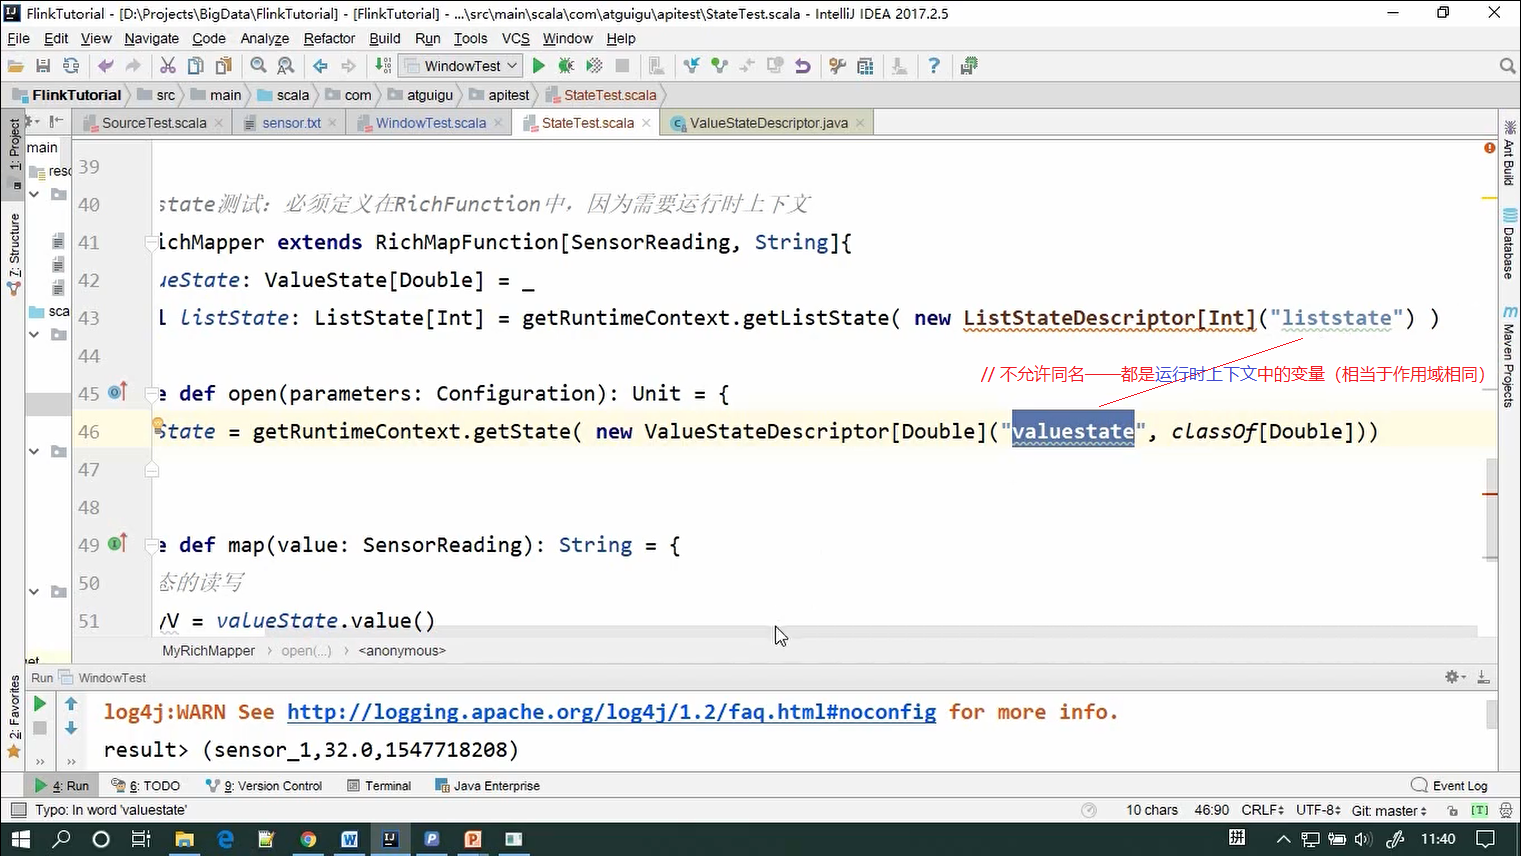 FlinkTutorial - [D:\Projects\BigData\FlinkTutorial] - [FlinkTutorial] - ...\src\main\scala\com\atguigu\apitest\StateTest.scala - IntelliJ IDEA 2017.2.5
File Edit View Navigate Code Analyze Refactor Build Run Tools VCS Window Help
WindowTest
FlinkTutorial src main scala com atguigu apitest StateTest.scala
SourceTest.scala sensor.txt WindowTest.scala StateTest.scala ValueStateDescriptor.java
1: Project
7: Structure
2: Favorites
main
resc
sca
Ant Build
Database
Maven Projects
39
40 state测试：必须定义在RichFunction中，因为需要运行时上下文
41 ichMapper extends RichMapFunction[SensorReading, String]{
42 ueState: ValueState[Double] = _
43 l listState: ListState[Int] = getRuntimeContext.getListState( new ListStateDescriptor[Int]("liststate") )
44
// 不允许同名——都是运行时上下文中的变量（相当于作用域相同）
45 e def open(parameters: Configuration): Unit = {
46 State = getRuntimeContext.getState( new ValueStateDescriptor[Double]("valuestate", classOf[Double]))
47
48
49 e def map(value: SensorReading): String = {
50 态的读写
51 yV = valueState.value()
MyRichMapper open(...) <anonymous>
Run WindowTest
log4j:WARN See http://logging.apache.org/log4j/1.2/faq.html#noconfig for more info.
result> (sensor_1,32.0,1547718208)
4: Run 6: TODO 9: Version Control Terminal Java Enterprise Event Log
Typo: In word 'valuestate' 10 chars 46:90 CRLF UTF-8 Git: master [T]
11:40